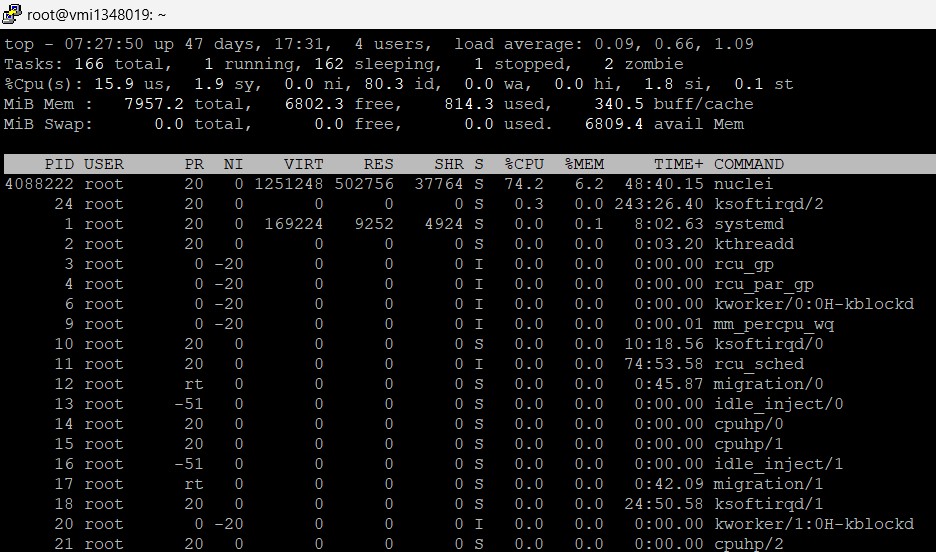 root@vmi1348019: ~
top - 07:27:50 up 47 days, 17:31,  4 users,  load average: 0.09, 0.66, 1.09
Tasks: 166 total,   1 running, 162 sleeping,   1 stopped,   2 zombie
%Cpu(s): 15.9 us,  1.9 sy,  0.0 ni, 80.3 id,  0.0 wa,  0.0 hi,  1.8 si,  0.1 st
MiB Mem :   7957.2 total,   6802.3 free,    814.3 used,    340.5 buff/cache
MiB Swap:      0.0 total,      0.0 free,      0.0 used.   6809.4 avail Mem
PID USER      PR  NI    VIRT    RES    SHR S  %CPU  %MEM     TIME+ COMMAND
4088222 root      20   0 1251248 502756  37764 S  74.2   6.2  48:40.15 nuclei
24 root      20   0       0      0      0 S   0.3   0.0 243:26.40 ksoftirqd/2
1 root      20   0  169224   9252   4924 S   0.0   0.1   8:02.63 systemd
2 root      20   0       0      0      0 S   0.0   0.0   0:03.20 kthreadd
3 root       0 -20       0      0      0 I   0.0   0.0   0:00.00 rcu_gp
4 root       0 -20       0      0      0 I   0.0   0.0   0:00.00 rcu_par_gp
6 root       0 -20       0      0      0 I   0.0   0.0   0:00.00 kworker/0:0H-kblockd
9 root       0 -20       0      0      0 I   0.0   0.0   0:00.01 mm_percpu_wq
10 root      20   0       0      0      0 S   0.0   0.0  10:18.56 ksoftirqd/0
11 root      20   0       0      0      0 I   0.0   0.0  74:53.58 rcu_sched
12 root      rt   0       0      0      0 S   0.0   0.0   0:45.87 migration/0
13 root     -51   0       0      0      0 S   0.0   0.0   0:00.00 idle_inject/0
14 root      20   0       0      0      0 S   0.0   0.0   0:00.00 cpuhp/0
15 root      20   0       0      0      0 S   0.0   0.0   0:00.00 cpuhp/1
16 root     -51   0       0      0      0 S   0.0   0.0   0:00.00 idle_inject/1
17 root      rt   0       0      0      0 S   0.0   0.0   0:42.09 migration/1
18 root      20   0       0      0      0 S   0.0   0.0  24:50.58 ksoftirqd/1
20 root       0 -20       0      0      0 I   0.0   0.0   0:00.00 kworker/1:0H-kblockd
21 root      20   0       0      0      0 S   0.0   0.0   0:00.00 cpuhp/2